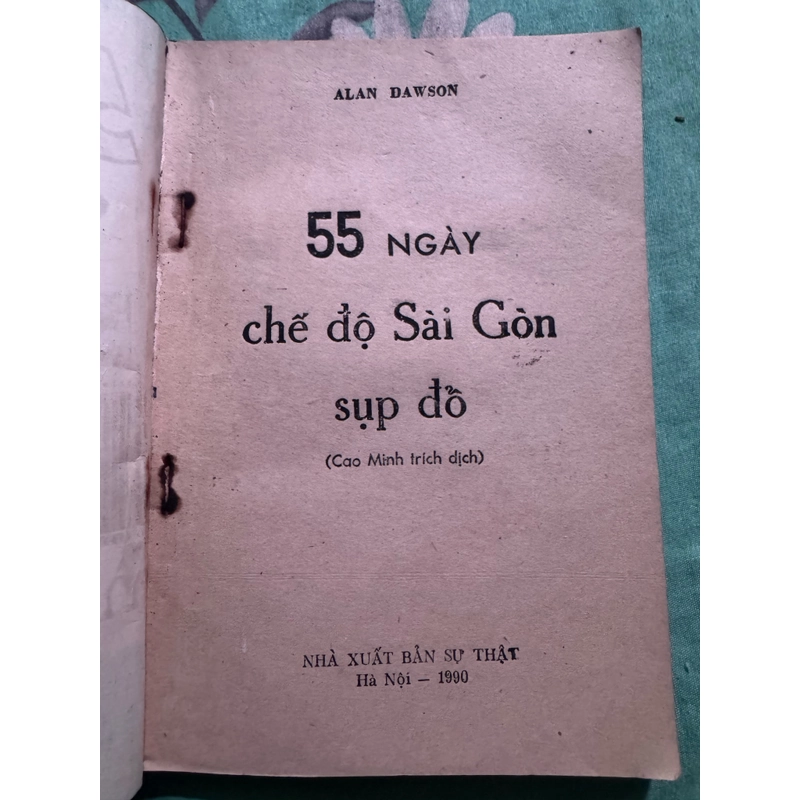 ALAN DAWSON
55 NGÀY
chế độ Sài Gòn
sụp đổ
(Cao Minh trích dịch)
NHÀ XUẤT BẢN SỰ THẬT
Hà Nội — 1990